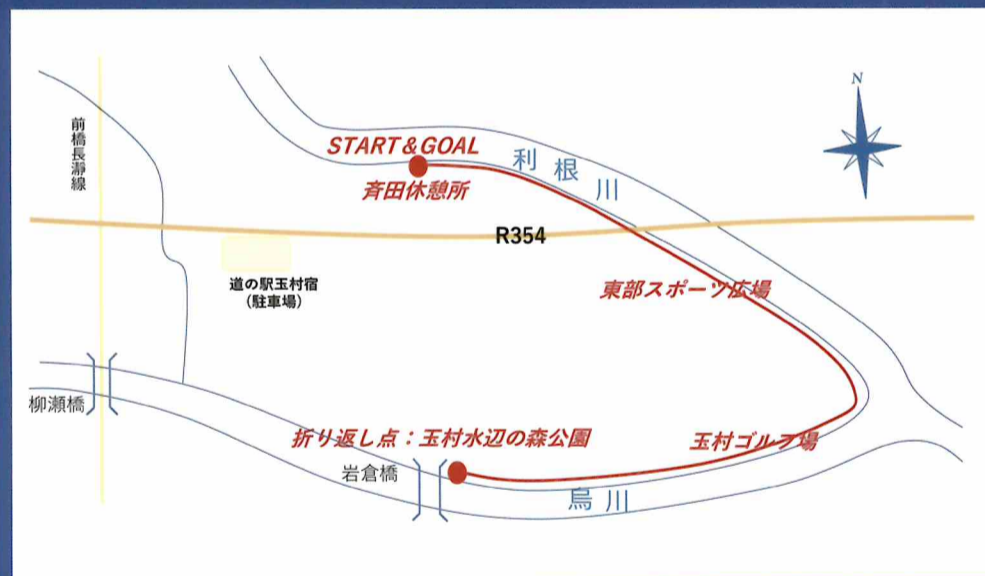 N
前橋長瀞線
START&GOAL
斉田休憩所
利根川
R354
道の駅玉村宿
(駐車場)
東部スポーツ広場
柳瀬橋
折り返し点：玉村水辺の森公園
玉村ゴルフ場
岩倉橋
烏川